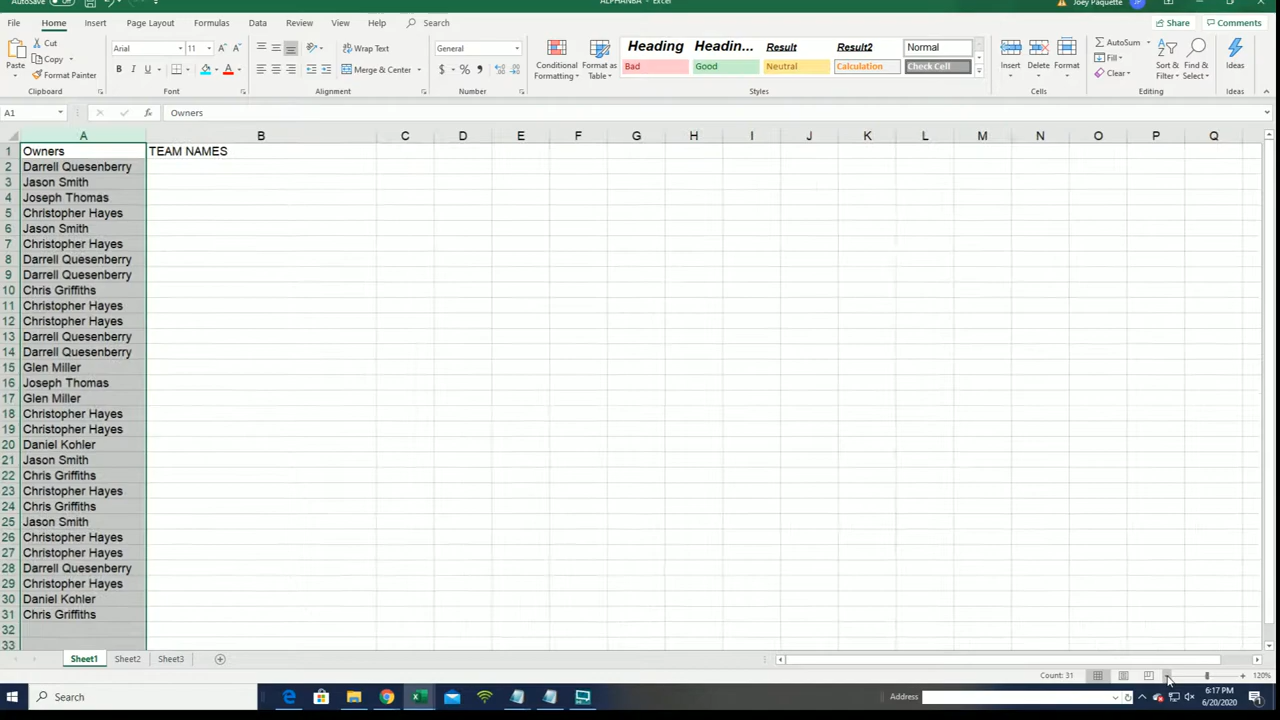 AutoSave Off ALPHANBA - Excel Joey Paquette
File Home Insert Page Layout Formulas Data Review View Help Search Share Comments
Paste Cut Copy Format Painter Clipboard
Arial 11 A A B I U A Font
Wrap Text Merge & Center Alignment
General $ % , Number
Conditional Formatting Format as Table
Heading Headin... Result Result2 Normal
Bad Good Neutral Calculation Check Cell
Styles
Insert Delete Format Cells
AutoSum Fill Clear Sort & Filter Find & Select Editing
Ideas Ideas
A1 fx Owners
A B C D E F G H I J K L M N O P Q
1 Owners TEAM NAMES
2 Darrell Quesenberry
3 Jason Smith
4 Joseph Thomas
5 Christopher Hayes
6 Jason Smith
7 Christopher Hayes
8 Darrell Quesenberry
9 Darrell Quesenberry
10 Chris Griffiths
11 Christopher Hayes
12 Christopher Hayes
13 Darrell Quesenberry
14 Darrell Quesenberry
15 Glen Miller
16 Joseph Thomas
17 Glen Miller
18 Christopher Hayes
19 Christopher Hayes
20 Daniel Kohler
21 Jason Smith
22 Chris Griffiths
23 Christopher Hayes
24 Chris Griffiths
25 Jason Smith
26 Christopher Hayes
27 Christopher Hayes
28 Darrell Quesenberry
29 Christopher Hayes
30 Daniel Kohler
31 Chris Griffiths
32
33
Sheet1 Sheet2 Sheet3
Count: 31 120%
Search Address 6:17 PM
6/20/2020